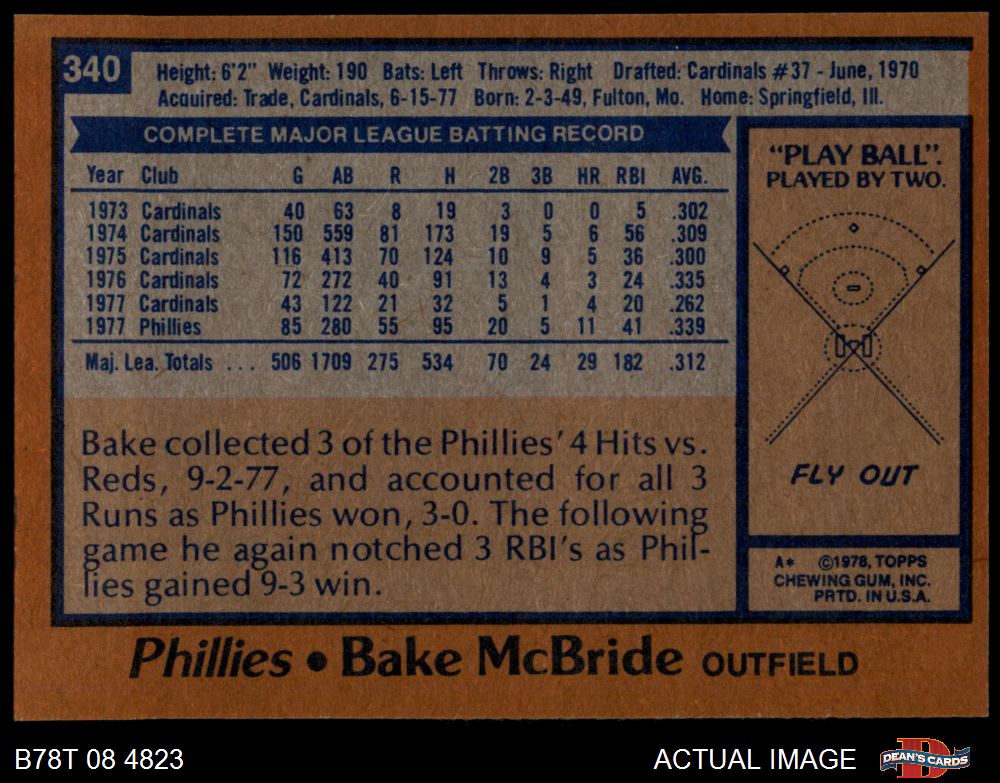 340
Height: 6'2" Weight: 190 Bats: Left Throws: Right Drafted: Cardinals #37 - June, 1970
Acquired: Trade, Cardinals, 6-15-77 Born: 2-3-49, Fulton, Mo. Home: Springfield, Ill.
COMPLETE MAJOR LEAGUE BATTING RECORD
Year Club G AB R H 2B 3B HR RBI AVG.
1973 Cardinals 40 63 8 19 3 0 0 5 .302
1974 Cardinals 150 559 81 173 19 5 6 56 .309
1975 Cardinals 116 413 70 124 10 9 5 36 .300
1976 Cardinals 72 272 40 91 13 4 3 24 .335
1977 Cardinals 43 122 21 32 5 1 4 20 .262
1977 Phillies 85 280 55 95 20 5 11 41 .339
Maj. Lea. Totals . . . 506 1709 275 534 70 24 29 182 .312
Bake collected 3 of the Phillies' 4 Hits vs.
Reds, 9-2-77, and accounted for all 3
Runs as Phillies won, 3-0. The following
game he again notched 3 RBI's as Phil-
lies gained 9-3 win.
"PLAY BALL".
PLAYED BY TWO.
FLY OUT
A* ©1978, TOPPS
CHEWING GUM, INC.
PRTD. IN U.S.A.
Phillies • Bake McBride OUTFIELD
B78T 08 4823
ACTUAL IMAGE
DEAN'S CARDS